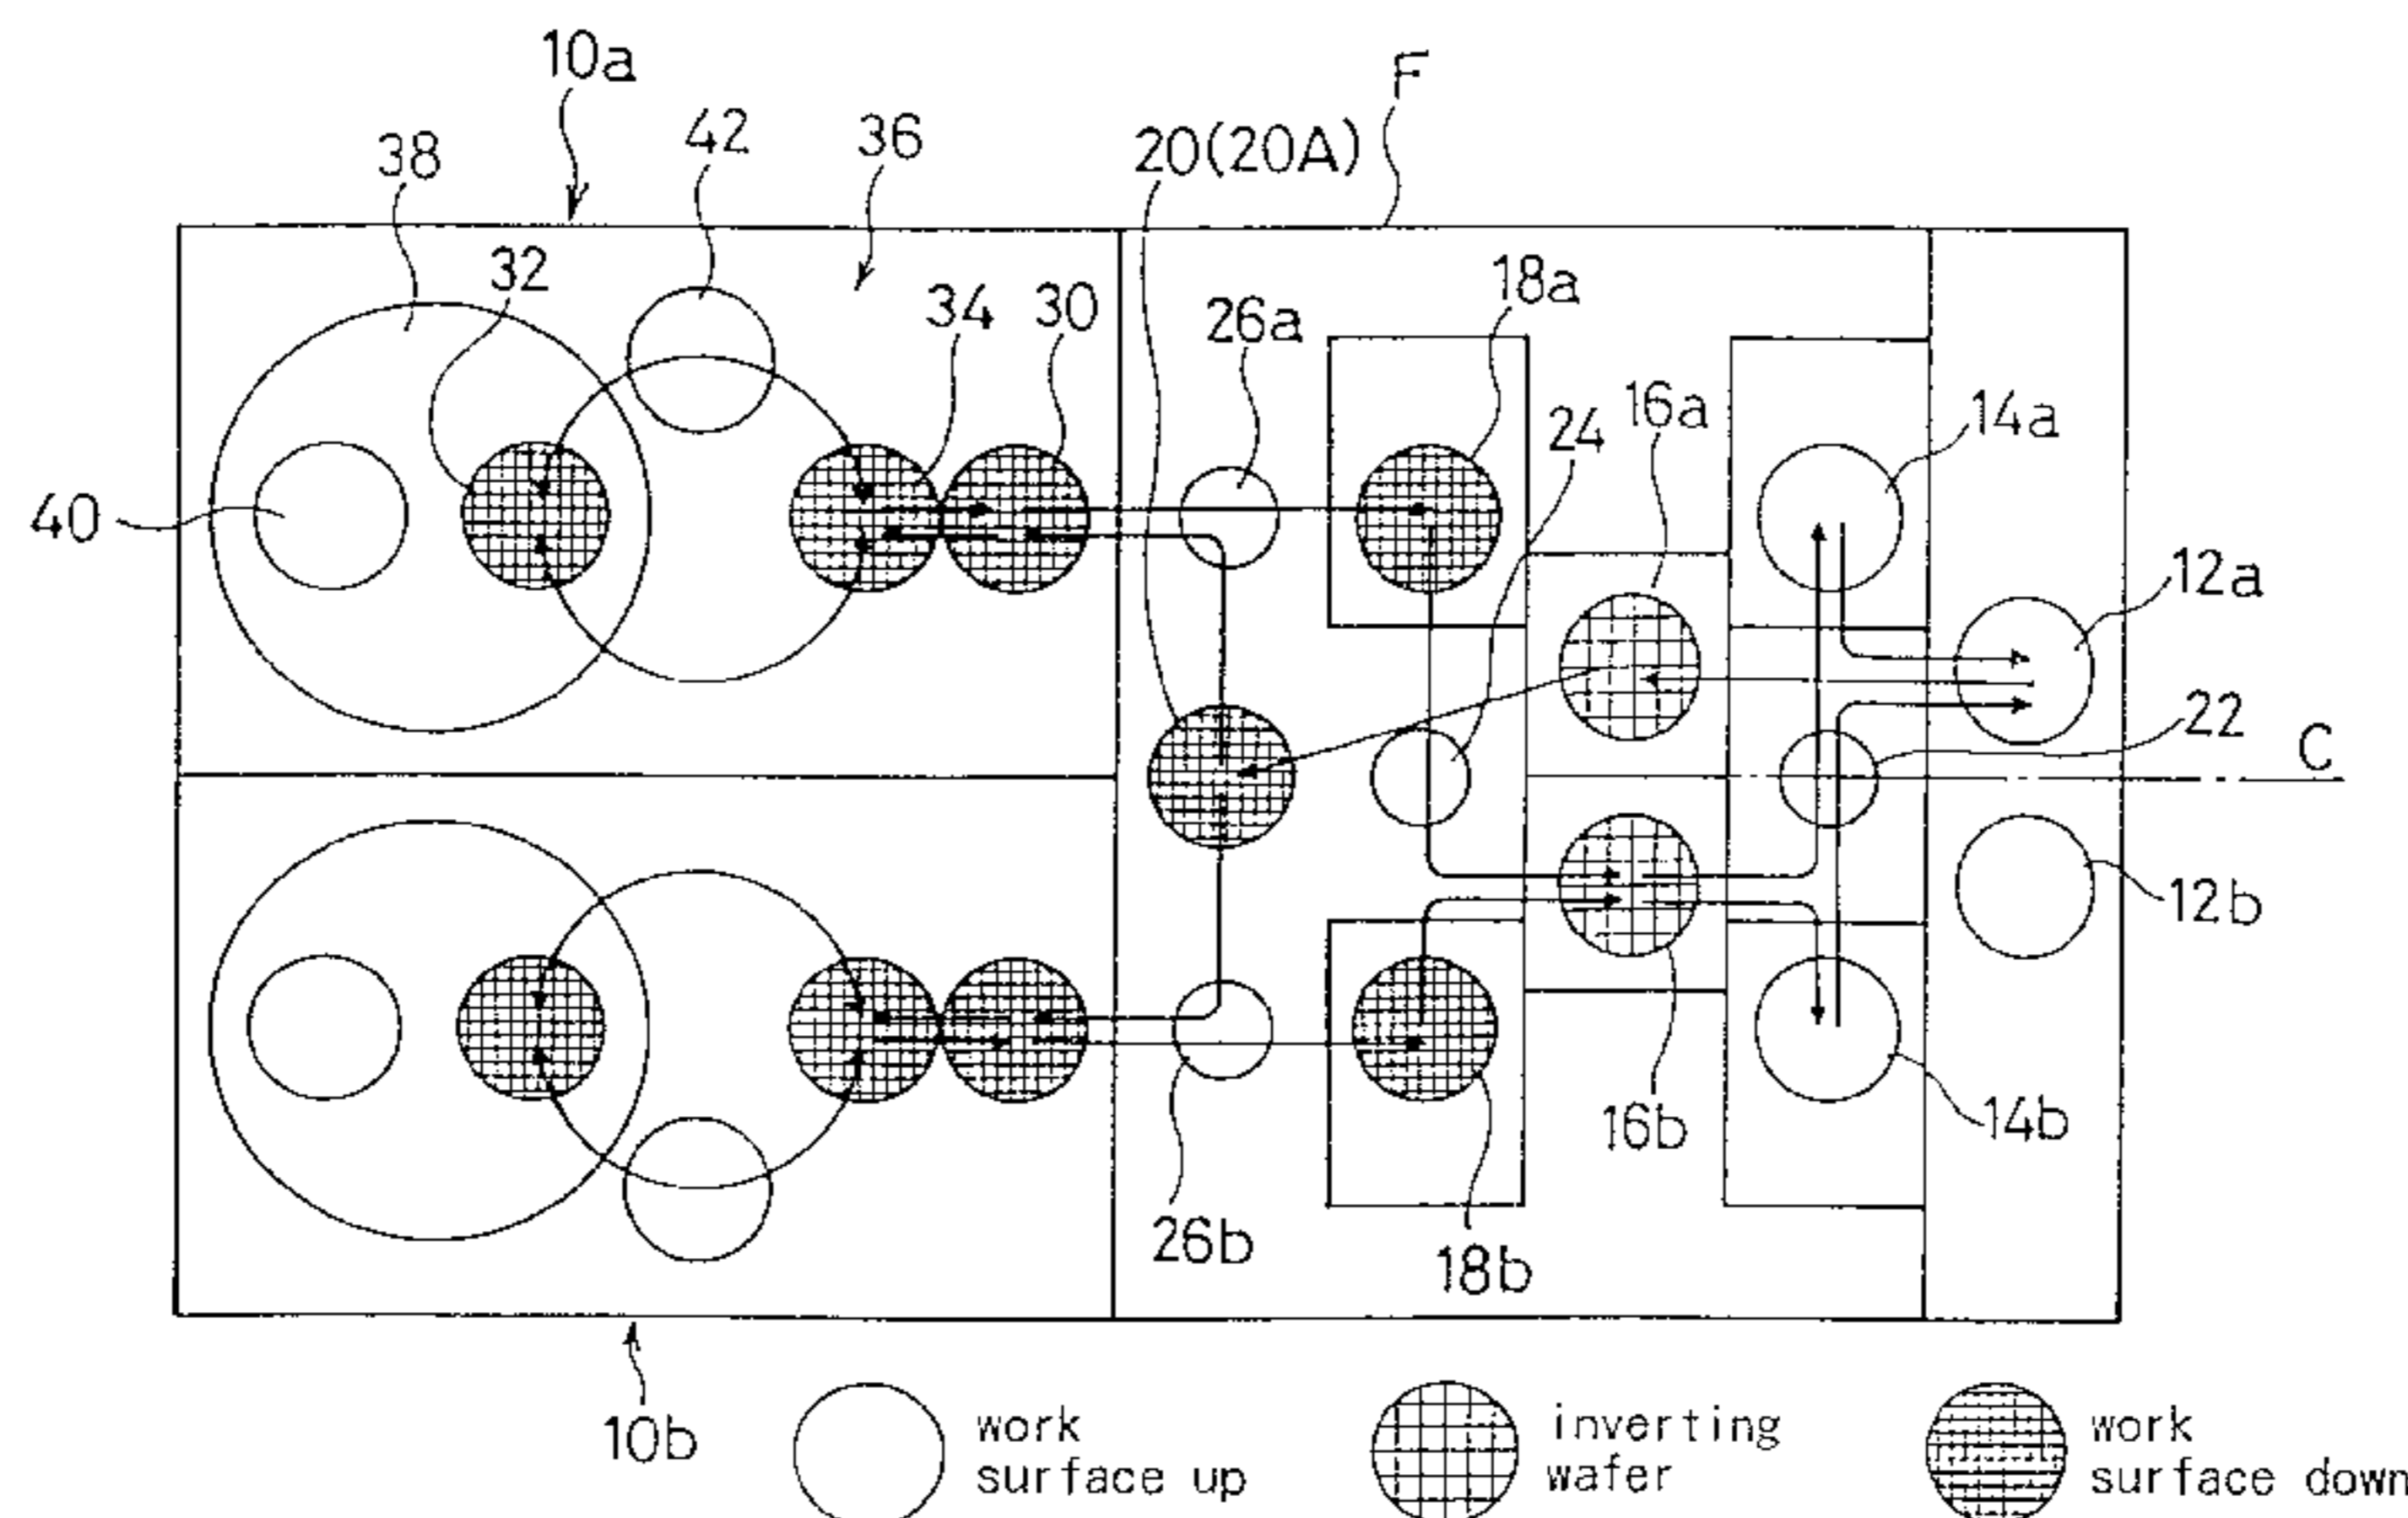 10a
F
42
36
20(20A)
38
32
18a
34
30
26a
16a
24
14a
40
12a
22
C
12b
16b
14b
26b
18b
10b
work
surface up
inverting
wafer
work
surface down